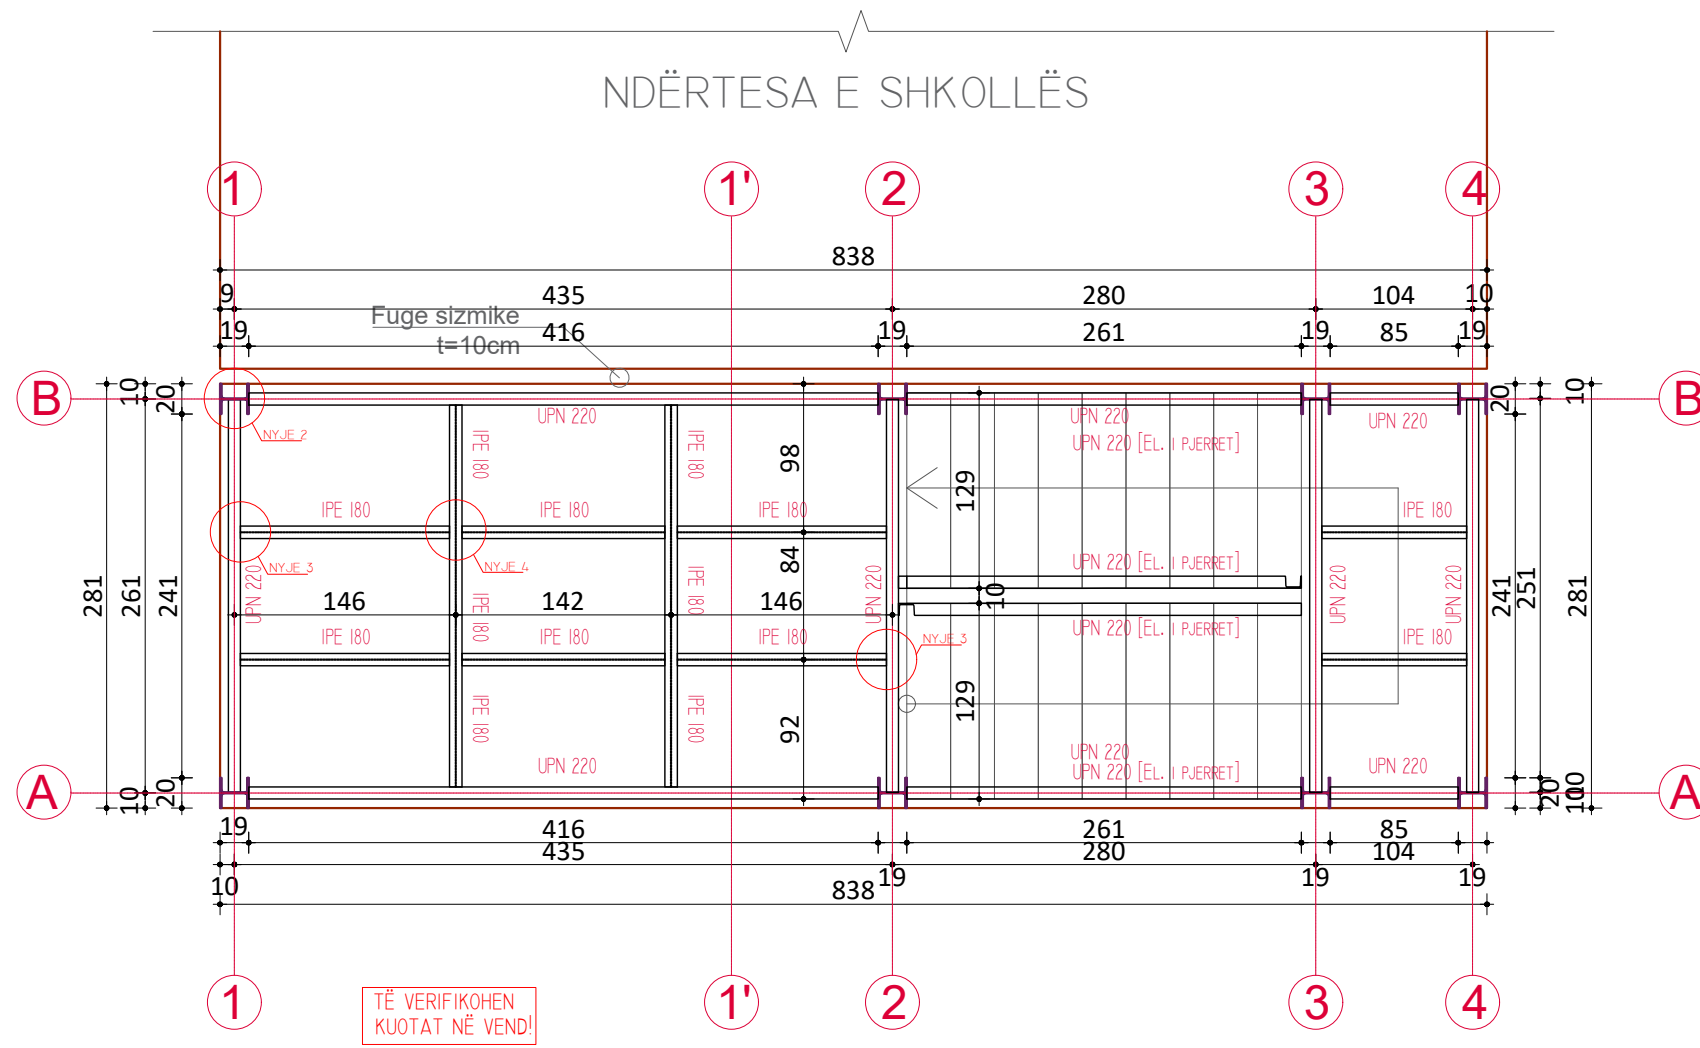 NDËRTESA E SHKOLLËS
1 1' 2 3 4
838
9 435 280 104 10
Fuge sizmike
t=10cm
19 416 19 261 19 85 19
B 10 20 20 10 B
UPN 220 UPN 220 UPN 220
UPN 220 [EL. I PJERRET]
NYJE 2
IPE 180 IPE 180
98
129
IPE 180 IPE 180 IPE 180 IPE 180
NYJE 3 NYJE 4
84
UPN 220 [EL. I PJERRET]
281 261 241 241 251 281
UPN 220 UPN 220 UPN 220 UPN 220
146 142 146
IPE 180 IPE 180
10
UPN 220 [EL. I PJERRET]
IPE 180 IPE 180 IPE 180 IPE 180
NYJE 3
129
IPE 180 IPE 180
92
UPN 220 UPN 220 UPN 220
UPN 220 [EL. I PJERRET]
A 10 20 20 A
19 416 261 85
435 280 104
10 19 19 19
838
1 1' 2 3 4
TË VERIFIKOHEN
KUOTAT NË VEND!